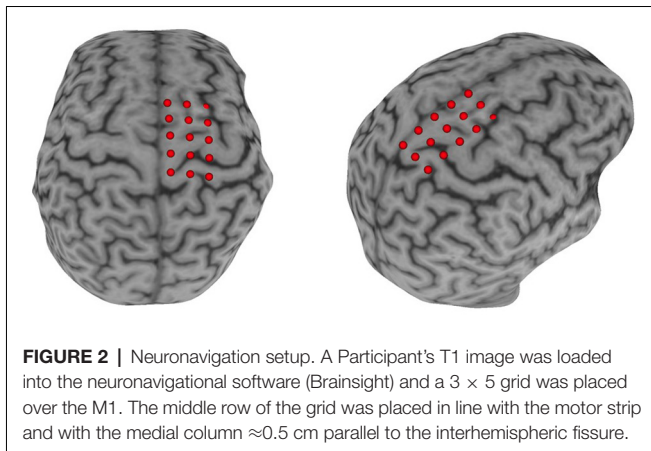 FIGURE 2 | Neuronavigation setup. A Participant's T1 image was loaded
into the neuronavigational software (Brainsight) and a 3 × 5 grid was placed
over the M1. The middle row of the grid was placed in line with the motor strip
and with the medial column ≈0.5 cm parallel to the interhemispheric fissure.